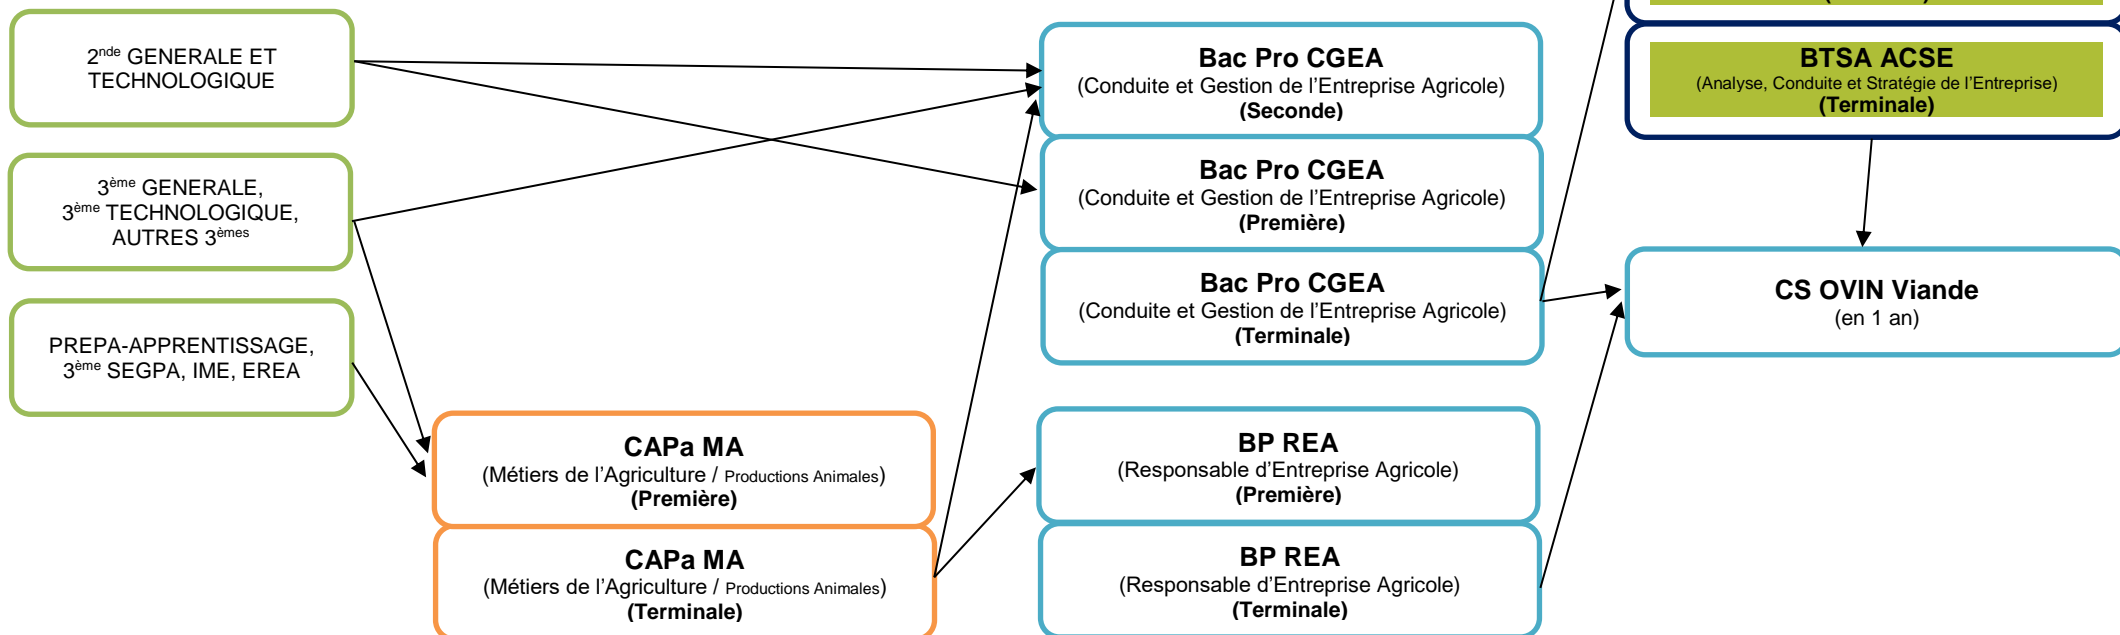 2nde GENERALE ET
TECHNOLOGIQUE
3ème GENERALE,
3ème TECHNOLOGIQUE,
AUTRES 3èmes
PREPA-APPRENTISSAGE,
3ème SEGPA, IME, EREA
CAPa MA
(Métiers de l’Agriculture / Productions Animales)
(Première)
CAPa MA
(Métiers de l’Agriculture / Productions Animales)
(Terminale)
Bac Pro CGEA
(Conduite et Gestion de l’Entreprise Agricole)
(Seconde)
Bac Pro CGEA
(Conduite et Gestion de l’Entreprise Agricole)
(Première)
Bac Pro CGEA
(Conduite et Gestion de l’Entreprise Agricole)
(Terminale)
BP REA
(Responsable d’Entreprise Agricole)
(Première)
BP REA
(Responsable d’Entreprise Agricole)
(Terminale)
BTSA ACSE
(Analyse, Conduite et Stratégie de l’Entreprise)
(Terminale)
CS OVIN Viande
(en 1 an)